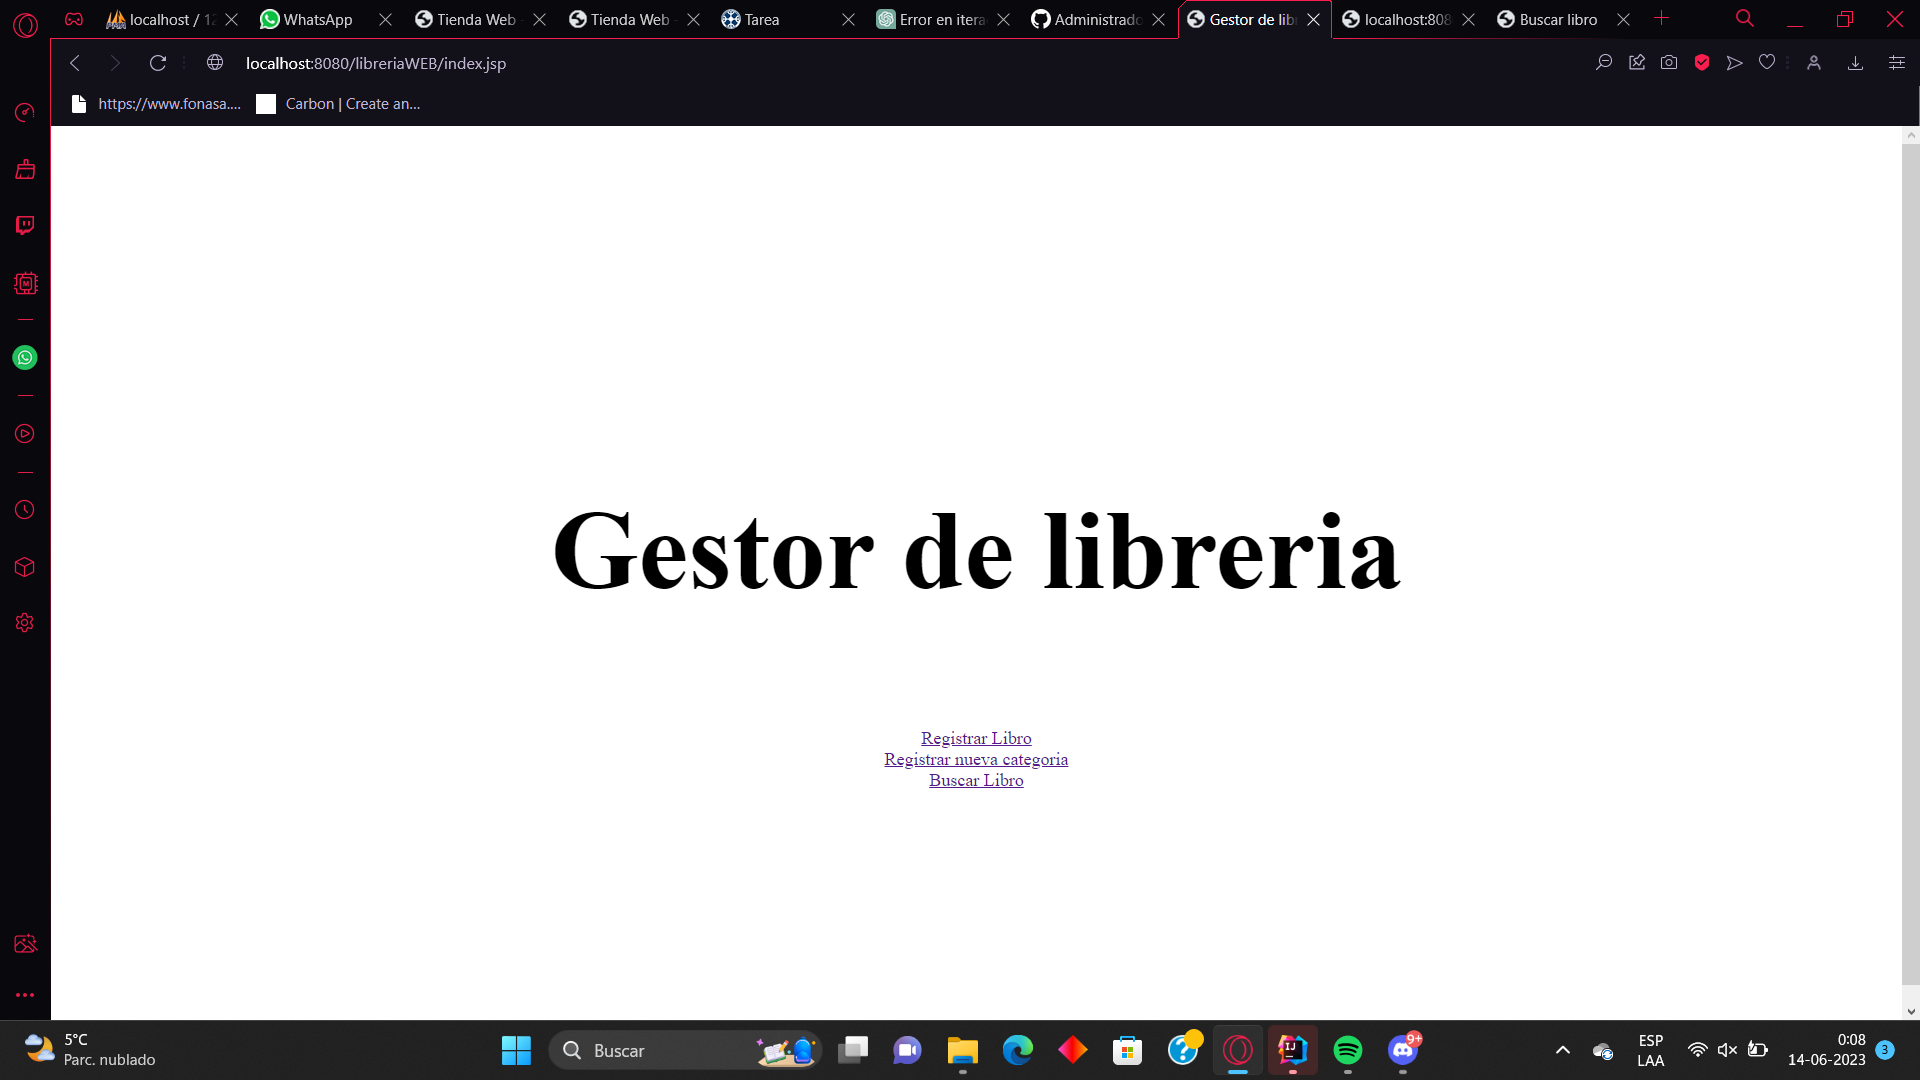 localhost / 12
WhatsApp
Tienda Web -
Tienda Web -
Tarea
Error en itera
Administrado
Gestor de lib
localhost:808
Buscar libro
localhost:8080/libreriaWEB/index.jsp
https://www.fonasa....
Carbon | Create an...
Gestor de libreria
Registrar Libro
Registrar nueva categoria
Buscar Libro
5°C
Parc. nublado
Buscar
9+
ESP
LAA
0:08
14-06-2023
3